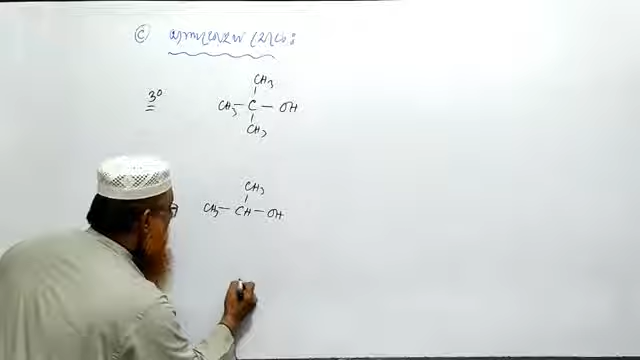 Ⓒ
3°
CH₃
CH₃ — C — OH
CH₃
CH₃
CH₃ — CH — OH